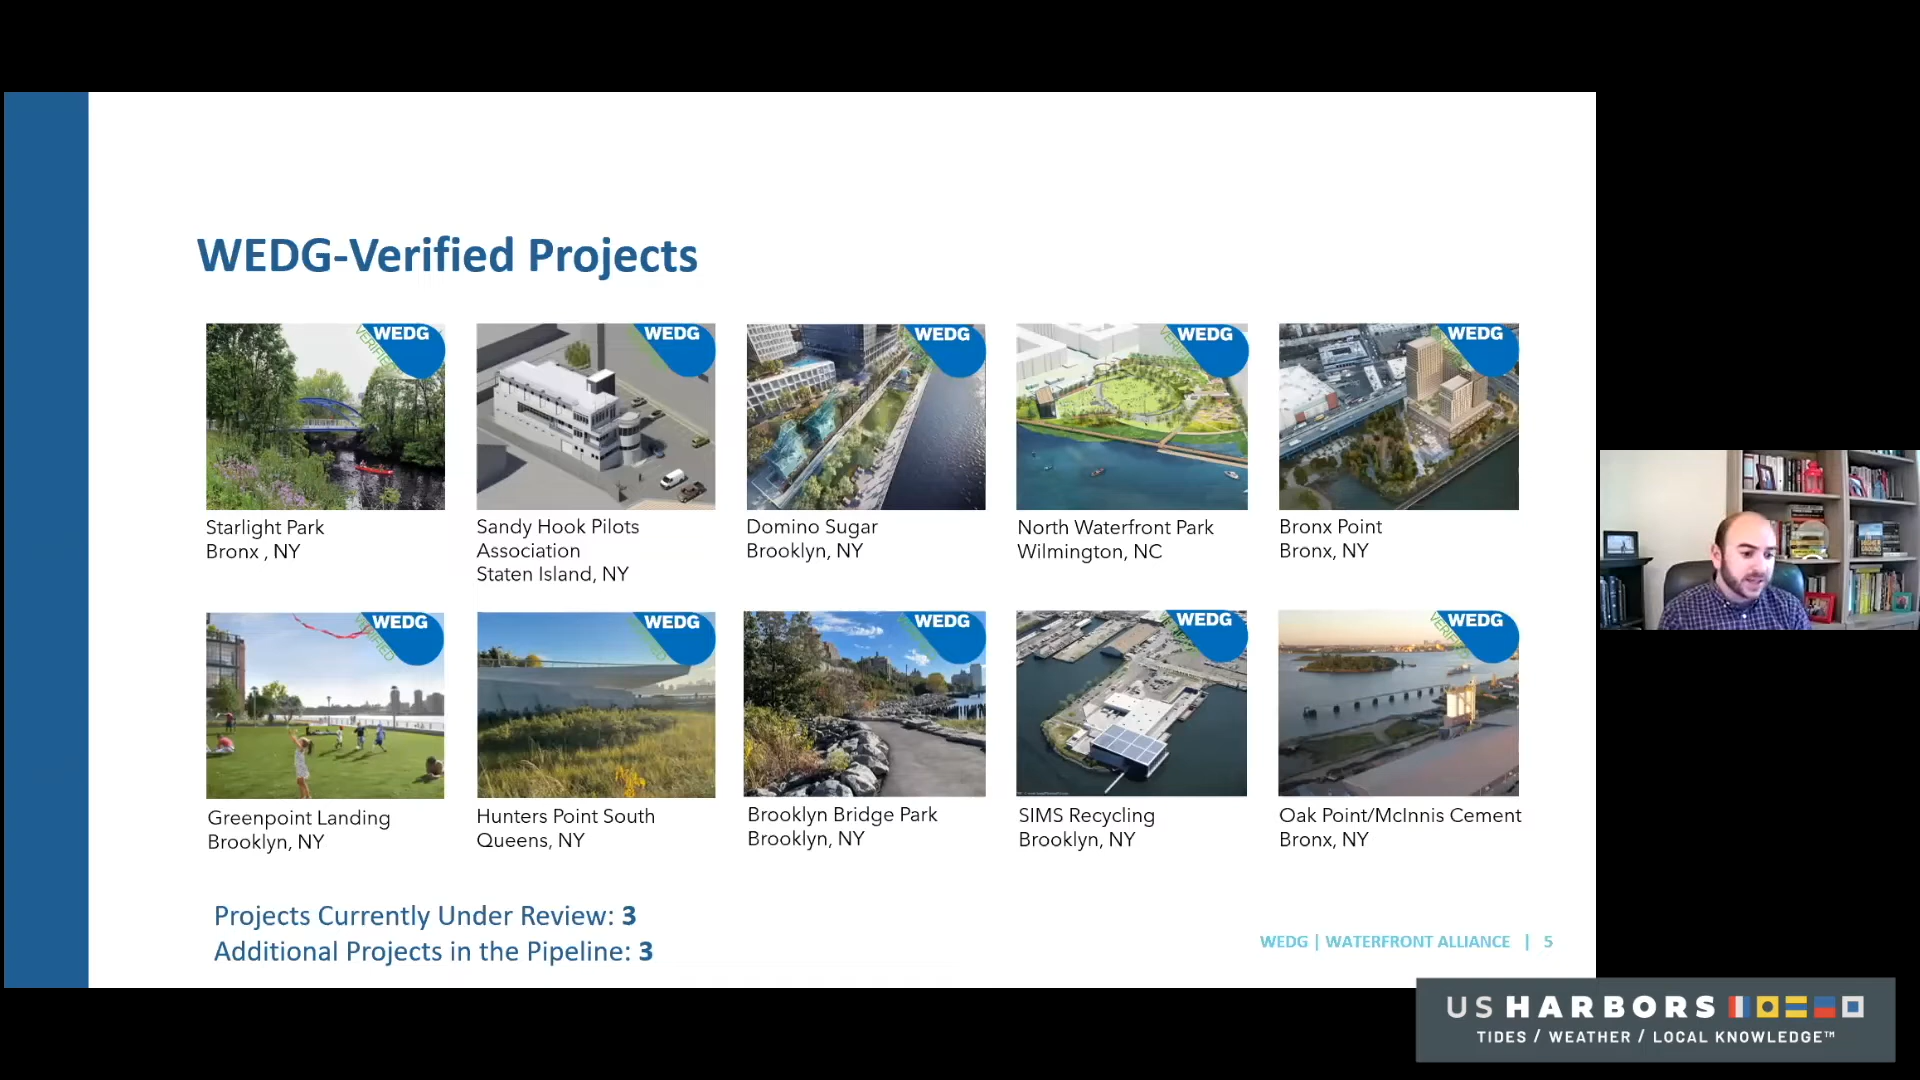 WEDG-Verified Projects
WEDG
VERIFIED
WEDG
WEDG
WEDG
WEDG
Starlight Park
Bronx , NY
Sandy Hook Pilots
Association
Staten Island, NY
Domino Sugar
Brooklyn, NY
North Waterfront Park
Wilmington, NC
Bronx Point
Bronx, NY
WEDG
VERIFIED
WEDG
WEDG
WEDG
WEDG
Greenpoint Landing
Brooklyn, NY
Hunters Point South
Queens, NY
Brooklyn Bridge Park
Brooklyn, NY
SIMS Recycling
Brooklyn, NY
Oak Point/McInnis Cement
Bronx, NY
Projects Currently Under Review: 3
Additional Projects in the Pipeline: 3
WEDG | WATERFRONT ALLIANCE | 5
US HARBORS
TIDES / WEATHER / LOCAL KNOWLEDGE™